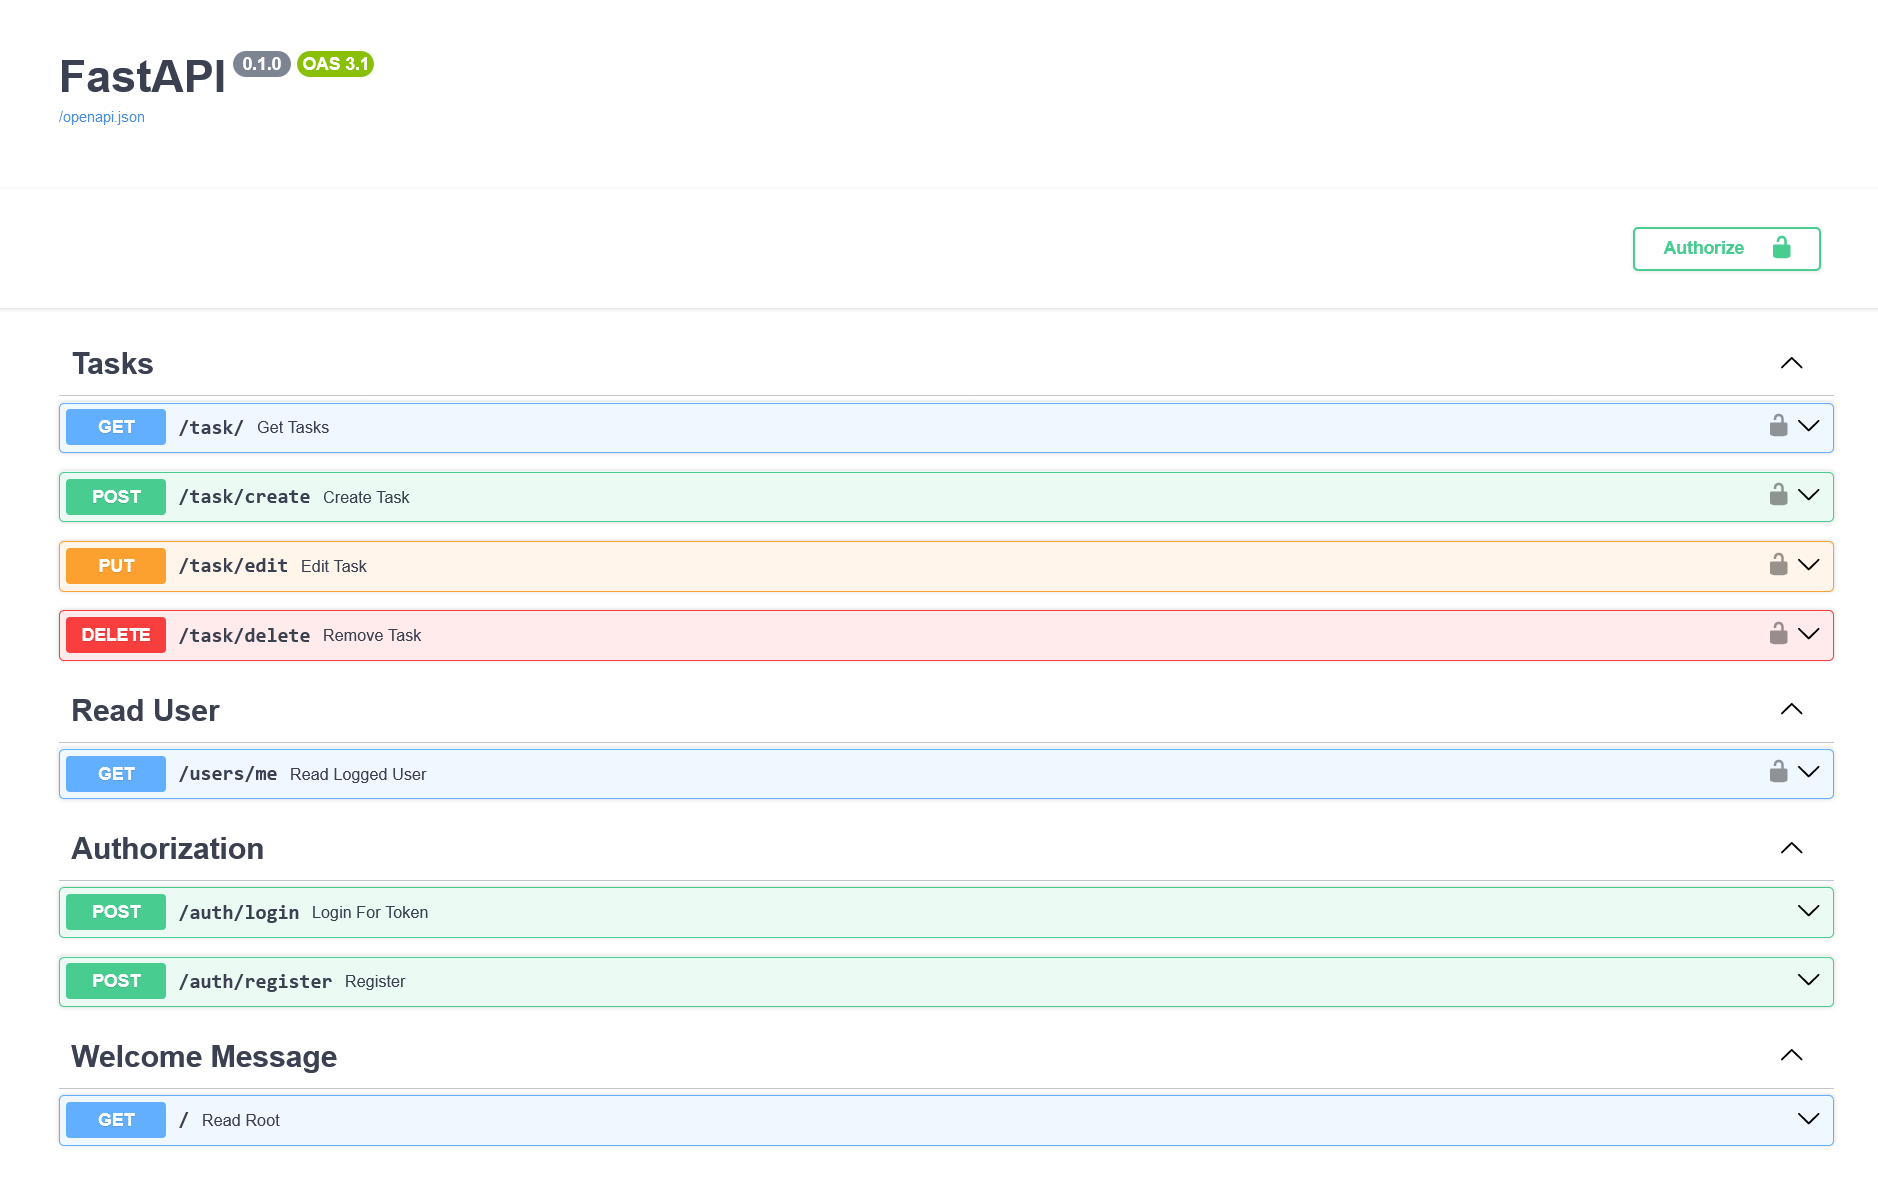 FastAPI 0.1.0 OAS 3.1
/openapi.json
Authorize
Tasks
GET /task/ Get Tasks
POST /task/create Create Task
PUT /task/edit Edit Task
DELETE /task/delete Remove Task
Read User
GET /users/me Read Logged User
Authorization
POST /auth/login Login For Token
POST /auth/register Register
Welcome Message
GET / Read Root